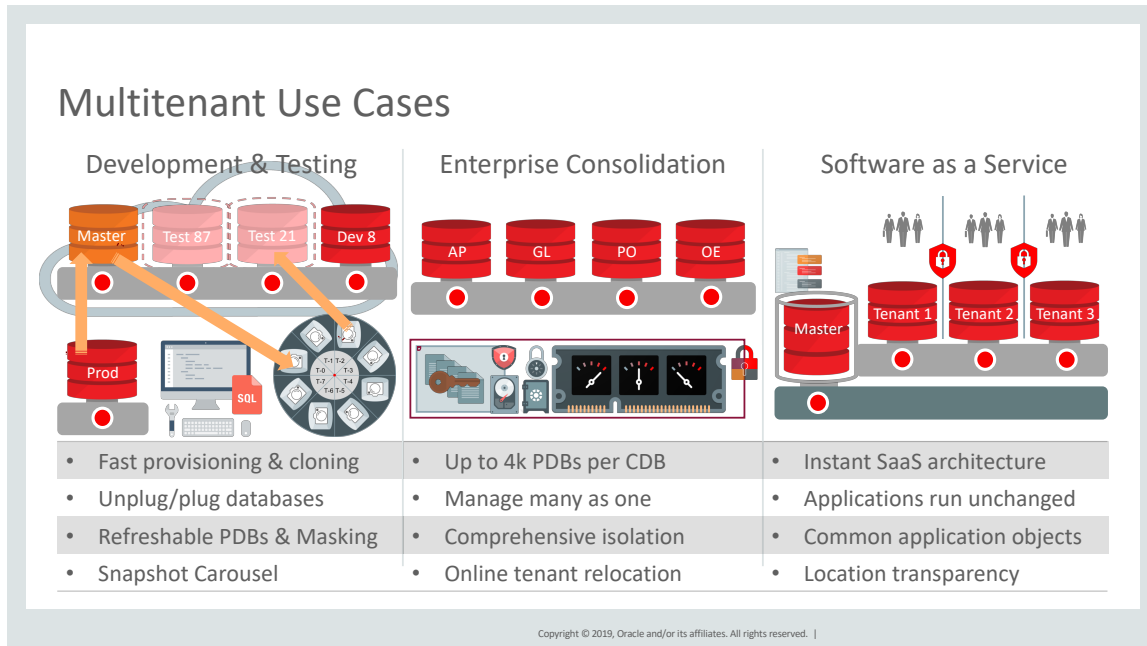 Multitenant Use Cases
Development & Testing
Master
Test 87
Test 21
Dev 8
Prod
SQL
T-1 T-2
T-0 T-3
T-7 T-4
T-6 T-5
• Fast provisioning & cloning
• Unplug/plug databases
• Refreshable PDBs & Masking
• Snapshot Carousel
Enterprise Consolidation
AP
GL
PO
OE
• Up to 4k PDBs per CDB
• Manage many as one
• Comprehensive isolation
• Online tenant relocation
Software as a Service
Master
Tenant 1
Tenant 2
Tenant 3
• Instant SaaS architecture
• Applications run unchanged
• Common application objects
• Location transparency
Copyright © 2019, Oracle and/or its affiliates. All rights reserved. |